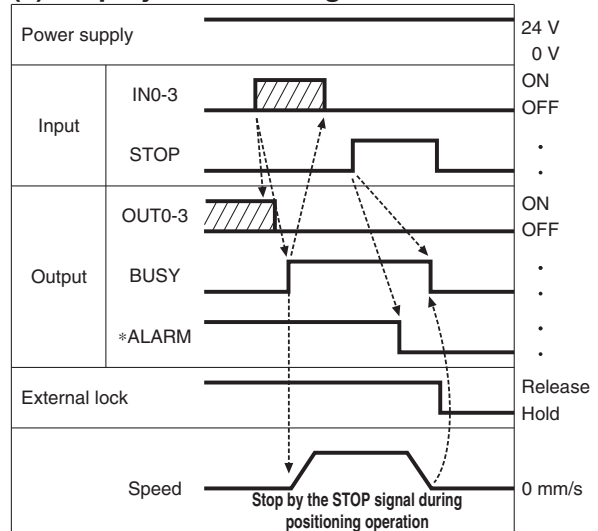 Power supply
24 V
0 V
Input
IN0-3
ON
OFF
STOP
Output
OUT0-3
ON
OFF
BUSY
*ALARM
External lock
Release
Hold
Speed
0 mm/s
Stop by the STOP signal during
positioning operation